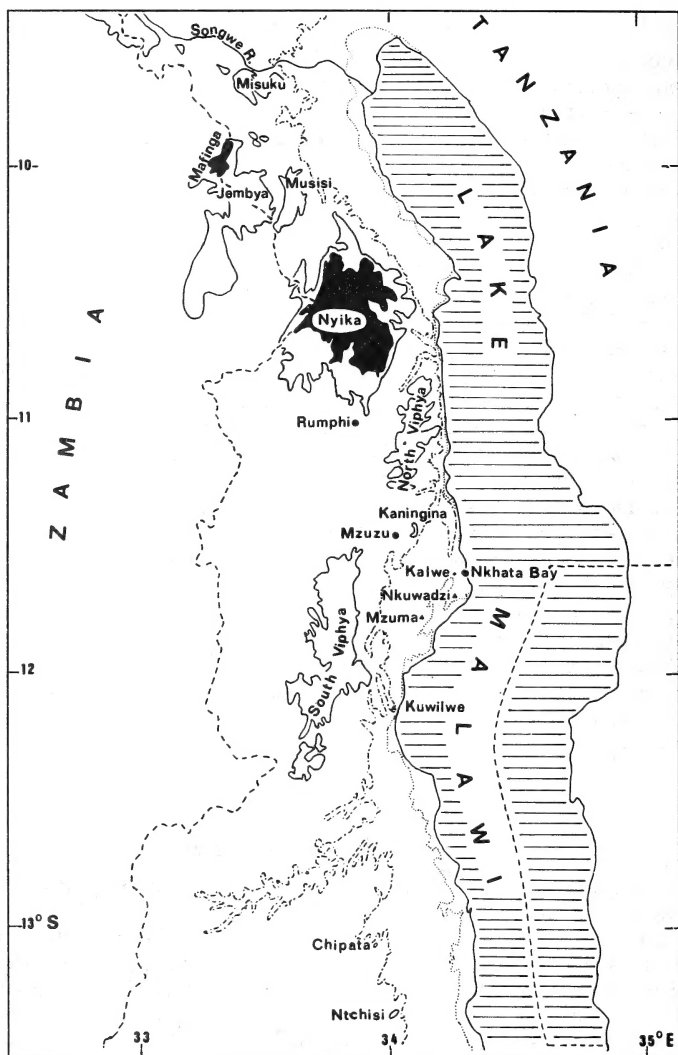 Songwe R.
TANZANIA
Misuku
Mafinga
-10-
Jembya
Musisi
LAKE
Nyika
ZAMBIA
-11-
Rumphi
North Viphya
Kaningina
Mzuzu
Kalwe
Nkhata Bay
Nkuwadzi
Mzuma
MALAWI
South Viphya
-12
Kuwilwe
-13°S
Chipata
Ntchisi
33
34
35°E